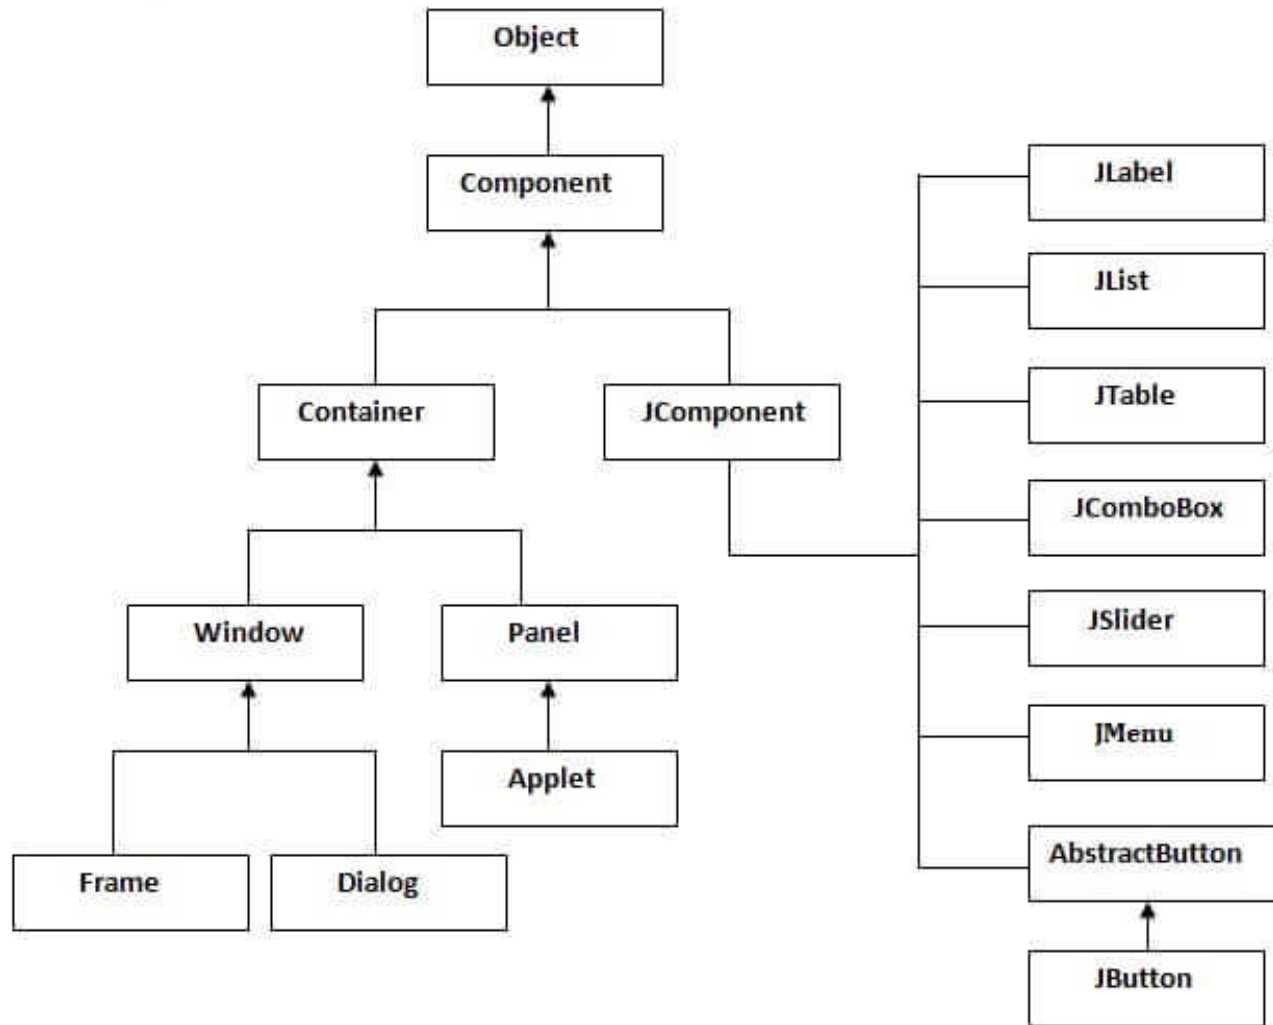 Object
Component
Container
JComponent
Window
Panel
Applet
Frame
Dialog
JLabel
JList
JTable
JComboBox
JSlider
JMenu
AbstractButton
JButton